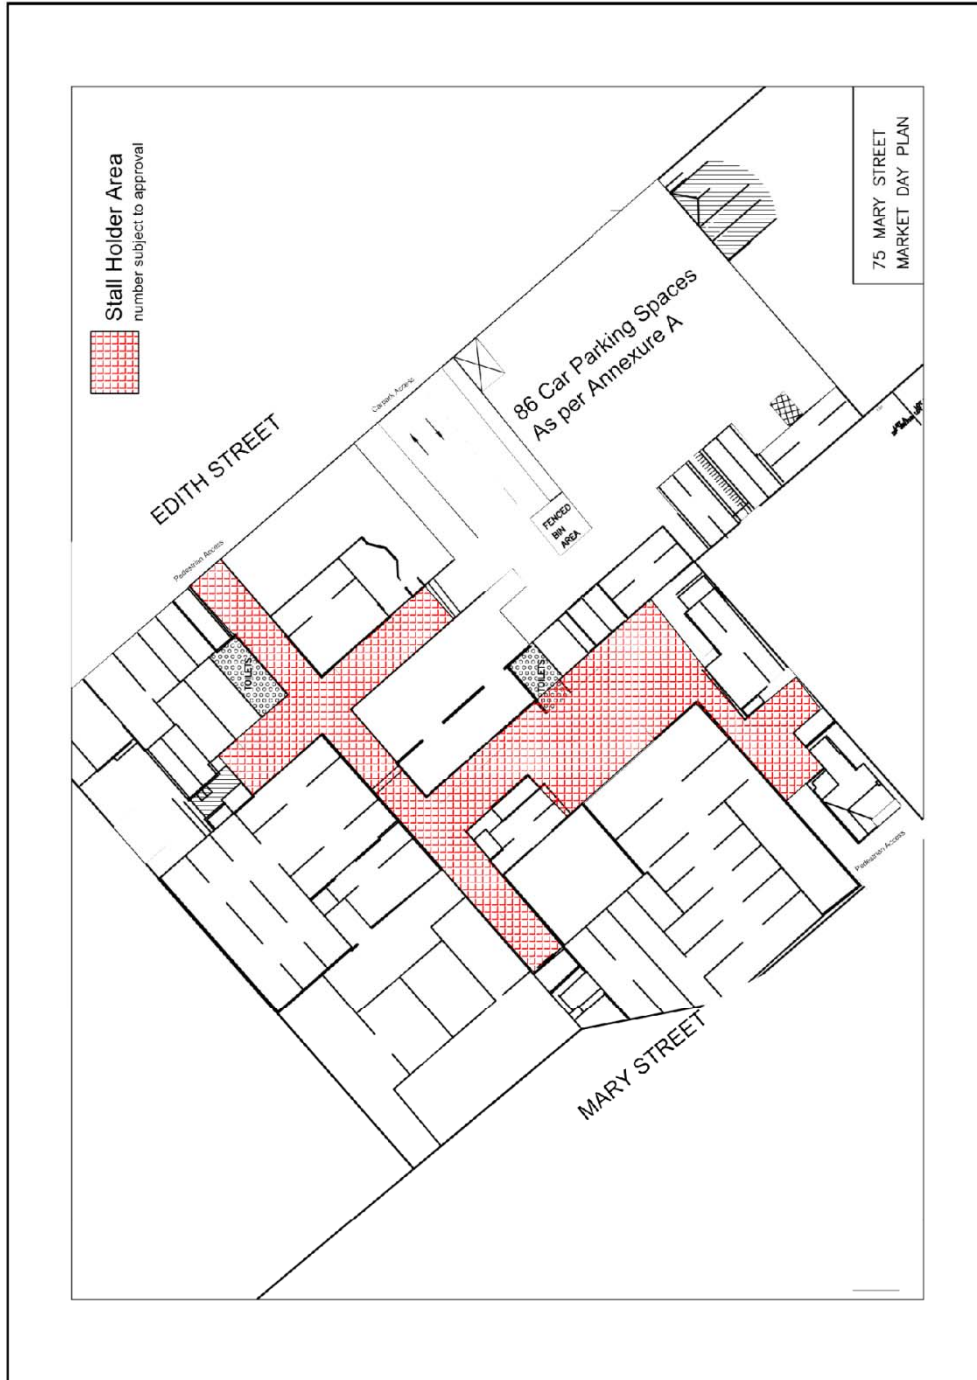 Stall Holder Area
number subject to approval
75 MARY STREET
MARKET DAY PLAN
EDITH STREET
Carpark Access
86 Car Parking Spaces
As per Annexure A
Pedestrian Access
FENCED
BIN
AREA
TOILETS
TOILETS
Pedestrian Access
MARY STREET